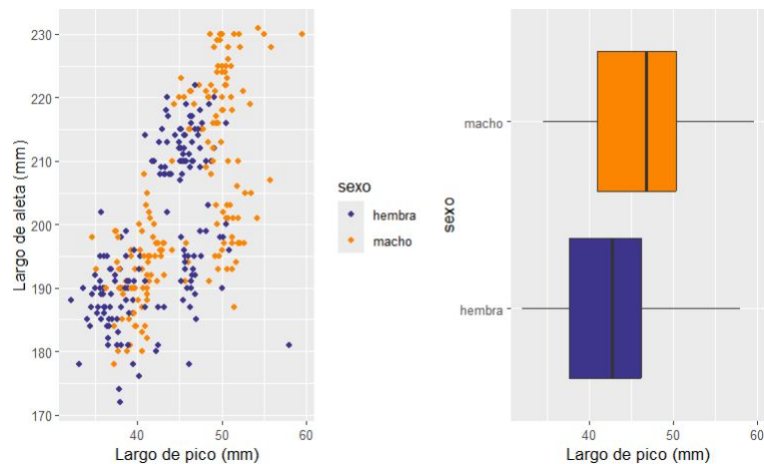 230
220
210
200
190
180
170
Largo de aleta (mm)
40
50
60
Largo de pico (mm)
sexo
hembra
macho
sexo
macho
hembra
40
50
60
Largo de pico (mm)